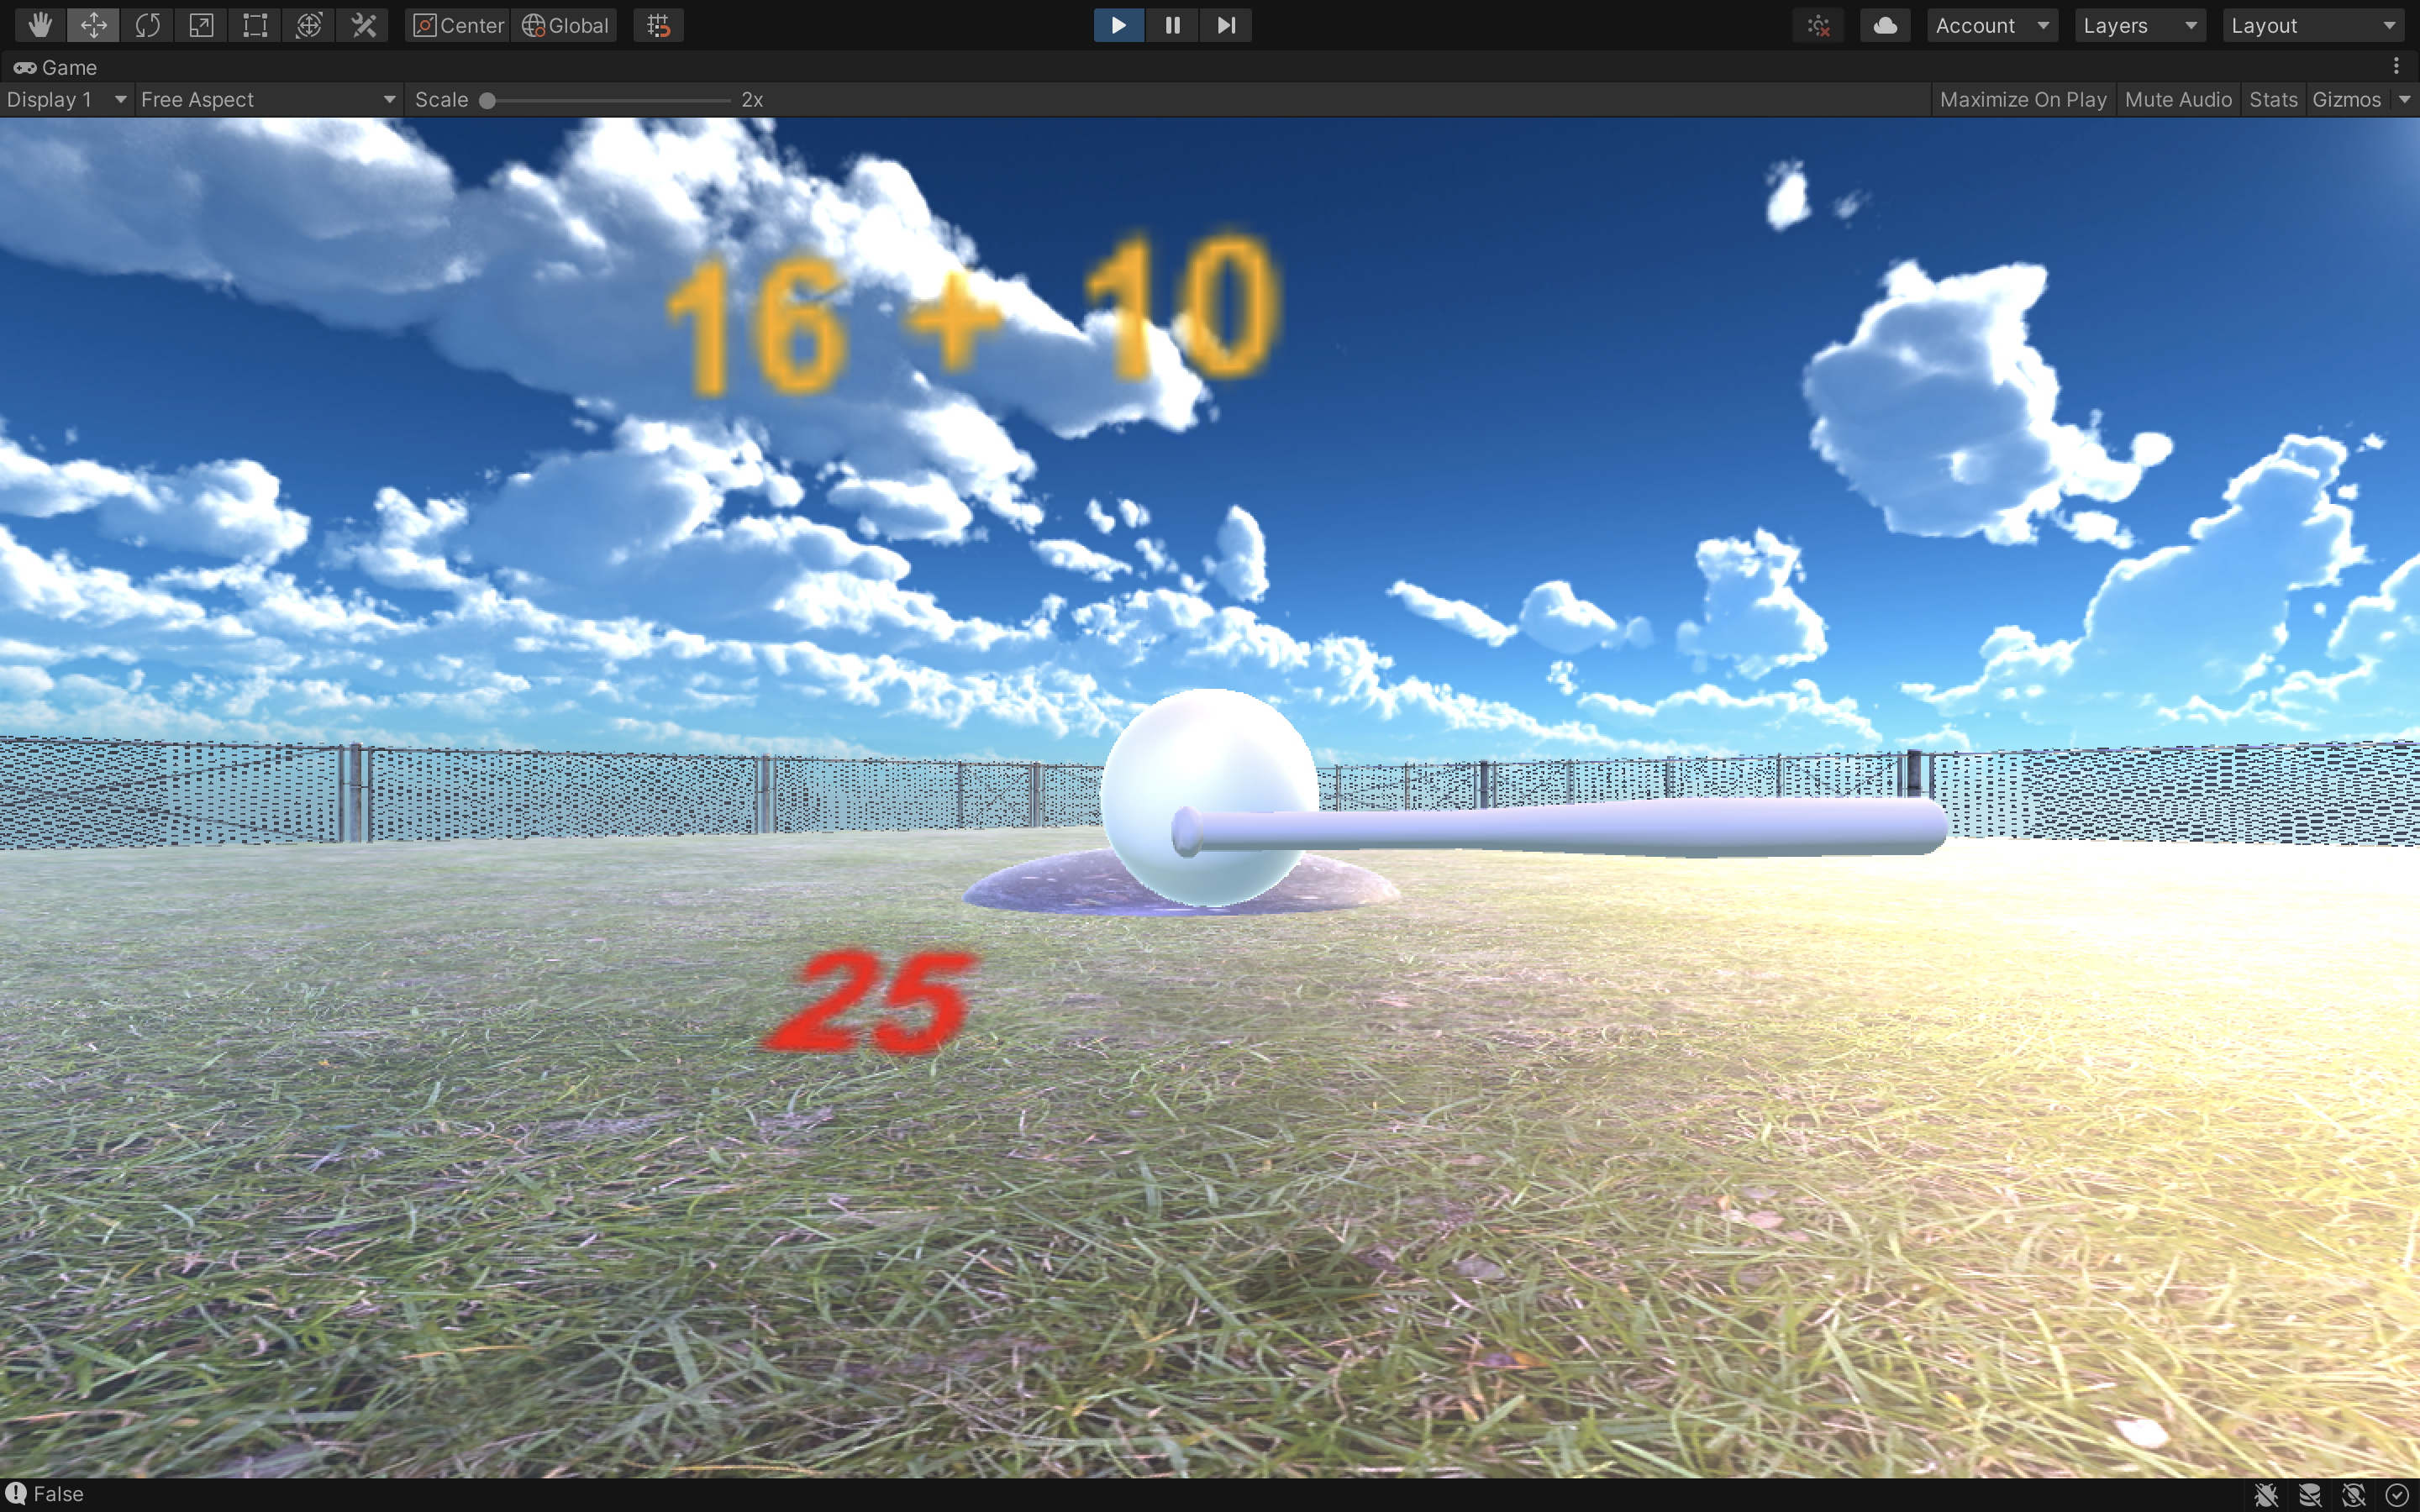 Center Global Account Layers Layout
Game
Display 1 Free Aspect Scale 2x Maximize On Play Mute Audio Stats Gizmos
16 + 10
25
False